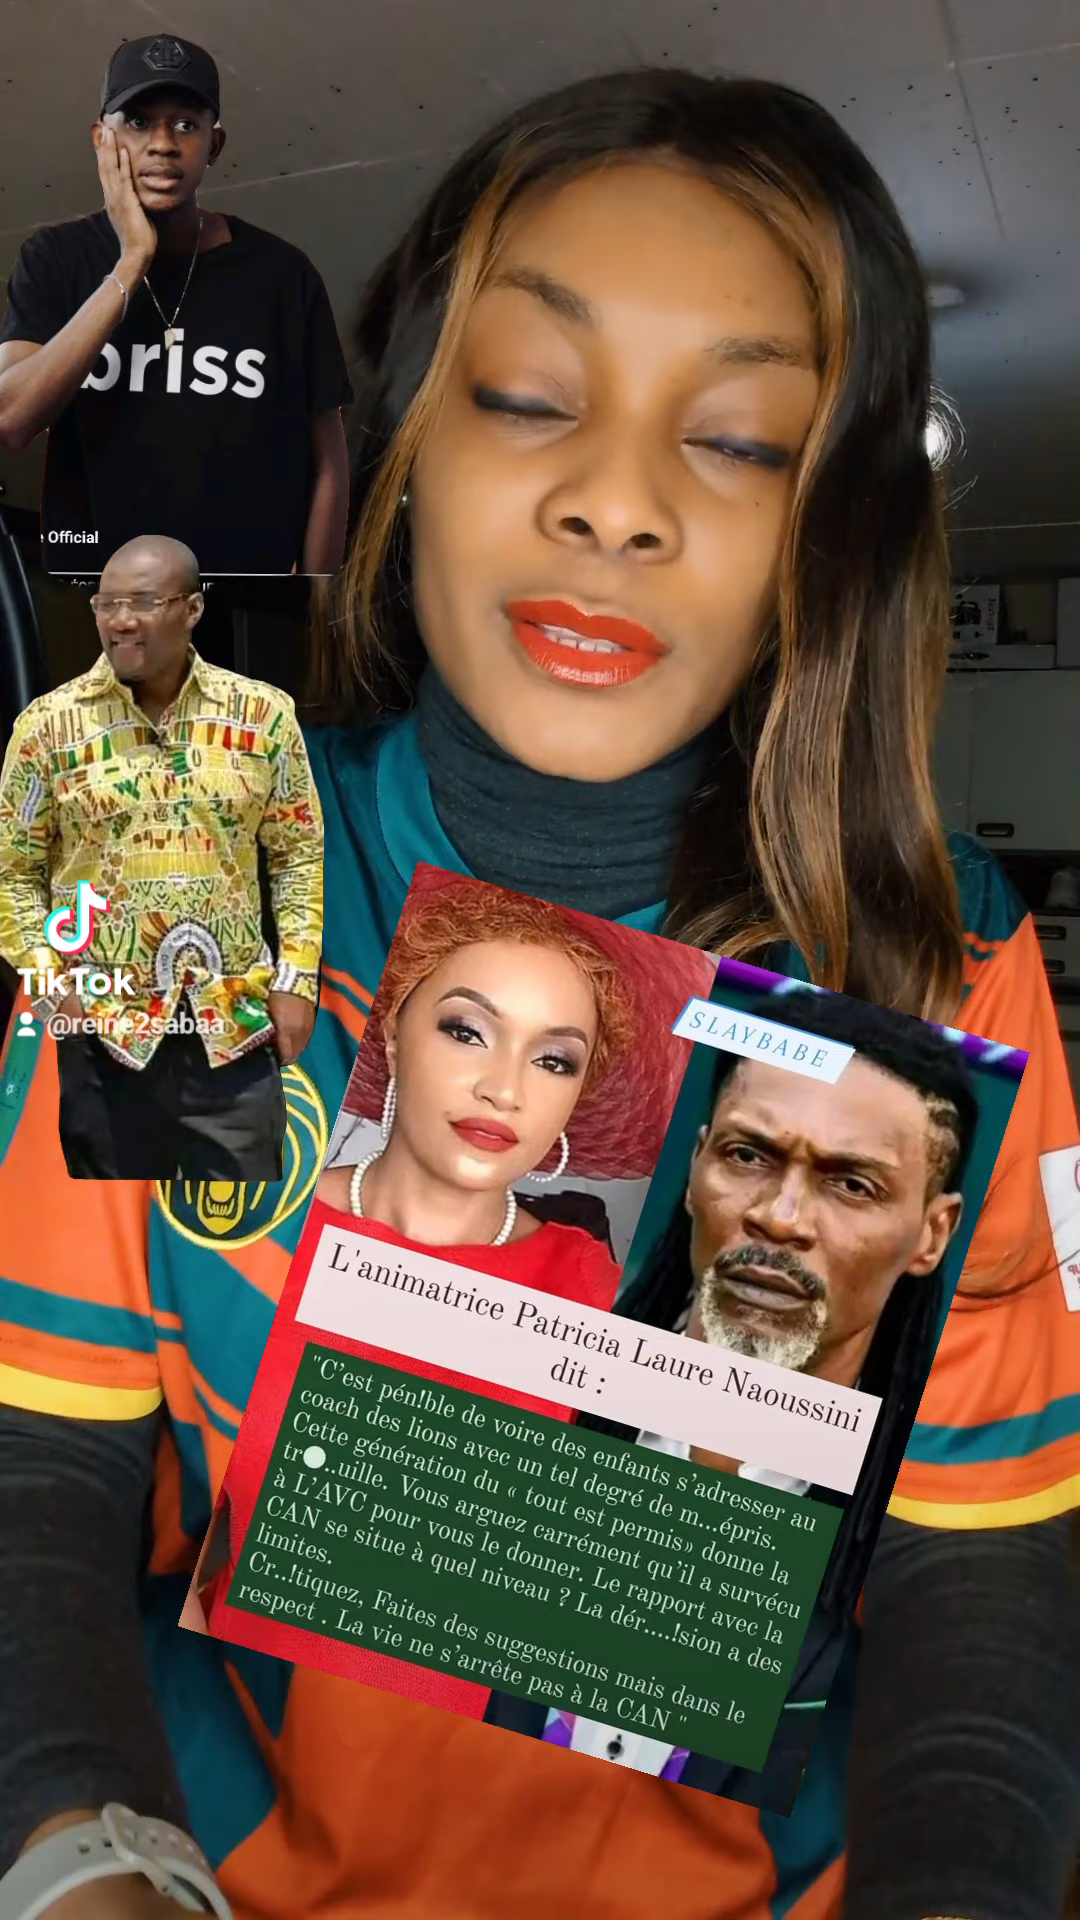 briss
Official
TikTok
@reine2sabaa
SLAYBABE
L'animatrice Patricia Laure Naoussini
dit :
"C'est pén!ble de voire des enfants s'adresser au
coach des lions avec un tel degré de m...épris.
Cette génération du « tout est permis» donne la
tr..uille. Vous arguez carrément qu'il a survécu
à L'AVC pour vous le donner. Le rapport avec la
CAN se situe à quel niveau ? La dér....!sion a des
limites.
Cr..!tiquez, Faites des suggestions mais dans le
respect . La vie ne s'arrête pas à la CAN "